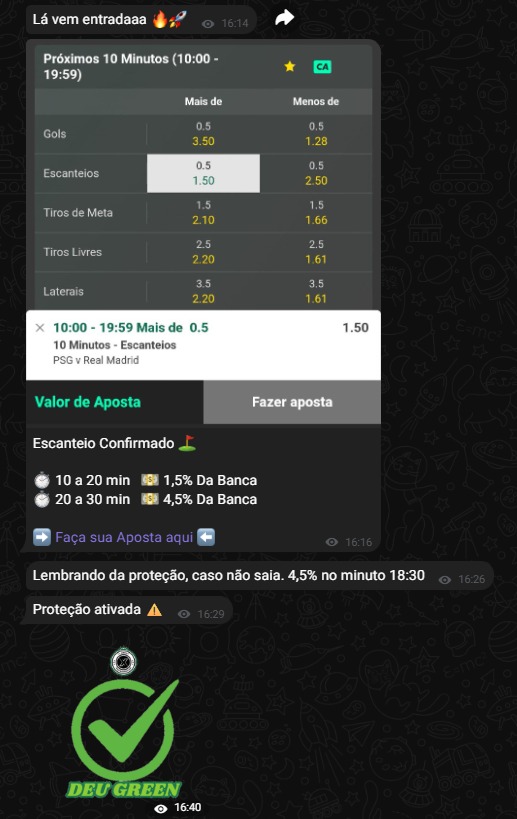 Lá vem entradaaa 🔥🚀 16:14
Próximos 10 Minutos (10:00 -
19:59)
CA
Mais de Menos de
0.5 0.5
Gols 3.50 1.28
0.5 0.5
Escanteios 1.50 2.50
1.5 1.5
Tiros de Meta 2.10 1.66
2.5 2.5
Tiros Livres 2.20 1.61
3.5 3.5
Laterais 2.20 1.61
× 10:00 - 19:59 Mais de 0.5 1.50
10 Minutos - Escanteios
PSG v Real Madrid
Valor de Aposta Fazer aposta
Escanteio Confirmado ⛳
⏱ 10 a 20 min 💵 1,5% Da Banca
⏱ 20 a 30 min 💵 4,5% Da Banca
➡️ Faça sua Aposta aqui ⬅️ 16:16
Lembrando da proteção, caso não saia. 4,5% no minuto 18:30 16:26
Proteção ativada ⚠️ 16:29
DEU GREEN
16:40